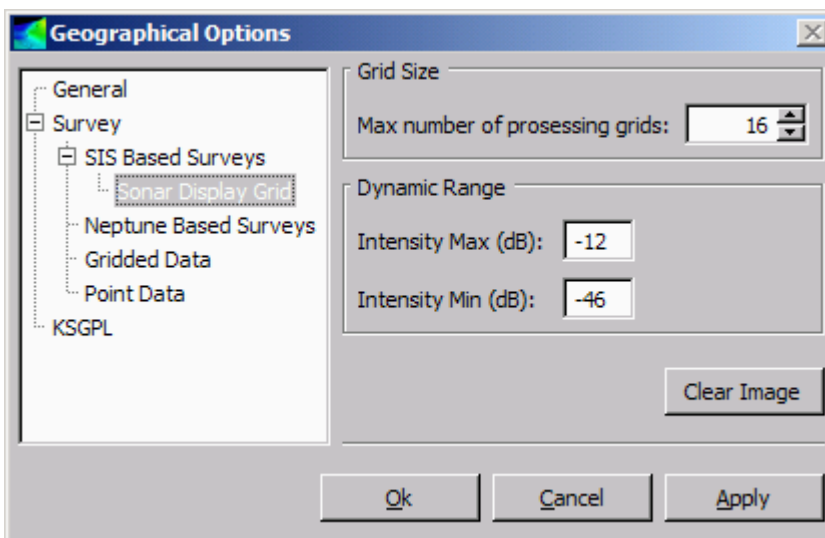 Geographical Options
General
Survey
SIS Based Surveys
Sonar Display Grid
Neptune Based Surveys
Gridded Data
Point Data
KSGPL
Grid Size
Max number of prosessing grids: 16
Dynamic Range
Intensity Max (dB): -12
Intensity Min (dB): -46
Clear Image
Ok Cancel Apply